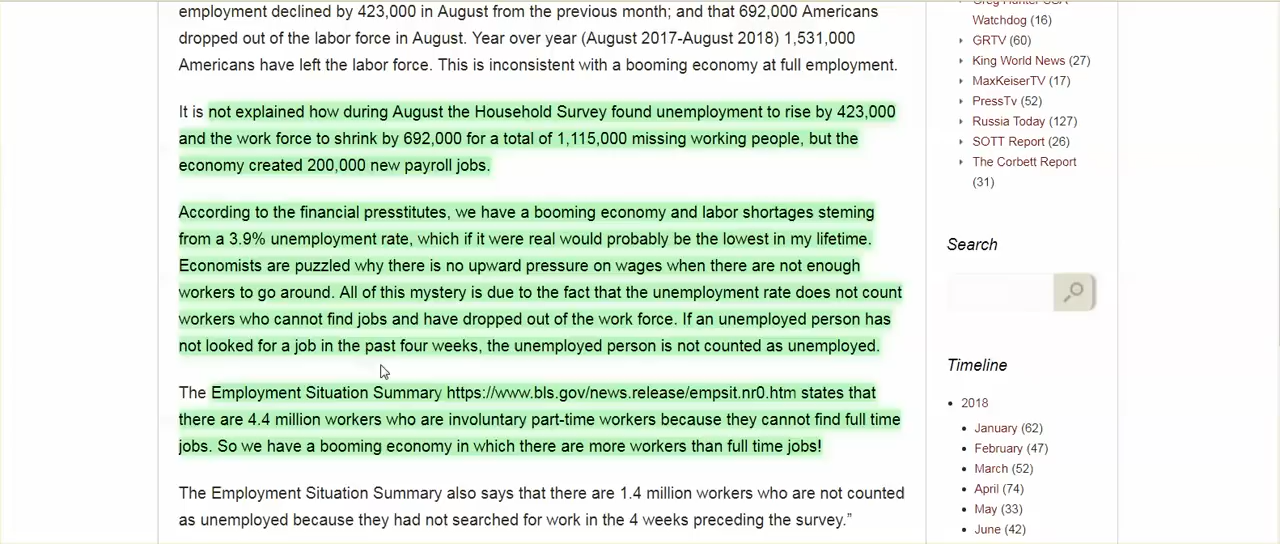 employment declined by 423,000 in August from the previous month; and that 692,000 Americans
dropped out of the labor force in August. Year over year (August 2017-August 2018) 1,531,000
Americans have left the labor force. This is inconsistent with a booming economy at full employment.
It is not explained how during August the Household Survey found unemployment to rise by 423,000
and the work force to shrink by 692,000 for a total of 1,115,000 missing working people, but the
economy created 200,000 new payroll jobs.
According to the financial presstitutes, we have a booming economy and labor shortages steming
from a 3.9% unemployment rate, which if it were real would probably be the lowest in my lifetime.
Economists are puzzled why there is no upward pressure on wages when there are not enough
workers to go around. All of this mystery is due to the fact that the unemployment rate does not count
workers who cannot find jobs and have dropped out of the work force. If an unemployed person has
not looked for a job in the past four weeks, the unemployed person is not counted as unemployed.
The Employment Situation Summary https://www.bls.gov/news.release/empsit.nr0.htm states that
there are 4.4 million workers who are involuntary part-time workers because they cannot find full time
jobs. So we have a booming economy in which there are more workers than full time jobs!
The Employment Situation Summary also says that there are 1.4 million workers who are not counted
as unemployed because they had not searched for work in the 4 weeks preceding the survey.”
Greg Hunter USA
Watchdog (16)
GRTV (60)
King World News (27)
MaxKeiserTV (17)
PressTv (52)
Russia Today (127)
SOTT Report (26)
The Corbett Report
(31)
Search
Timeline
2018
January (62)
February (47)
March (52)
April (74)
May (33)
June (42)